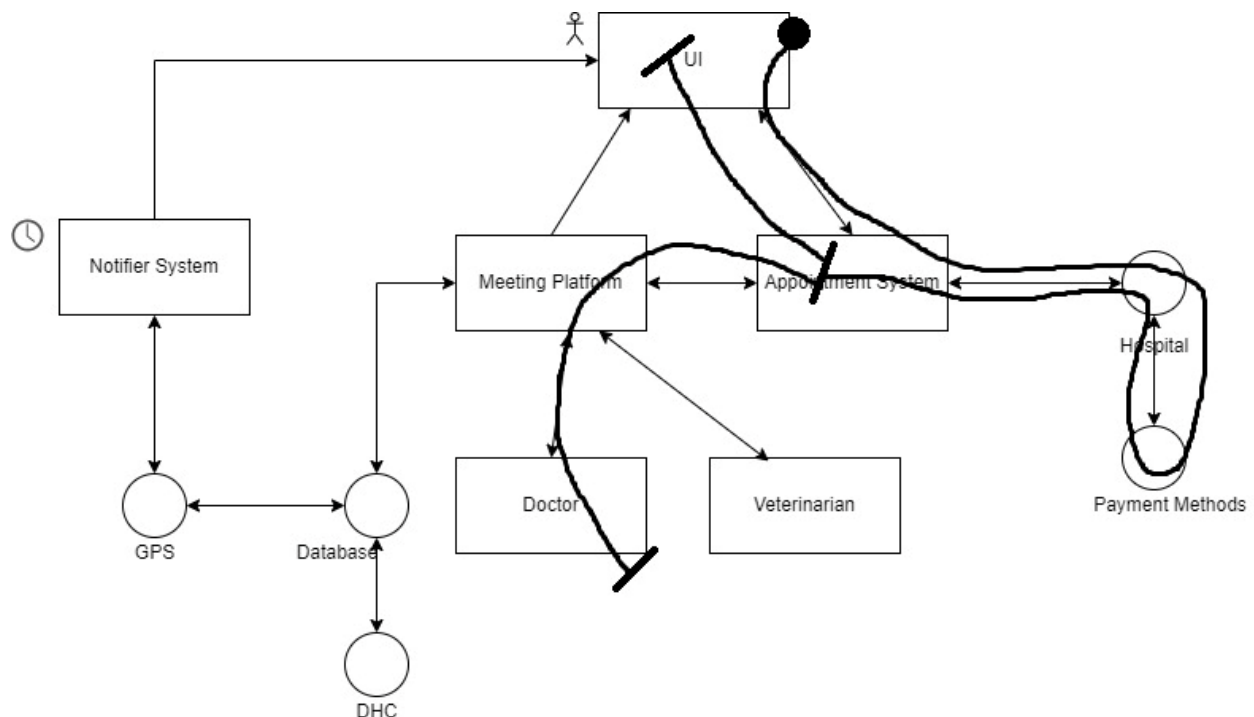 UI
Notifier System
Meeting Platform
Appointment System
Hospital
Doctor
Veterinarian
Payment Methods
GPS
Database
DHC